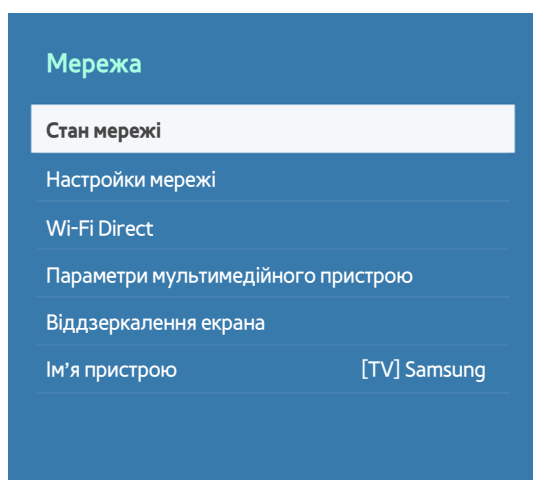 Мережа
Стан мережі
Настройки мережі
Wi-Fi Direct
Параметри мультимедійного пристрою
Віддзеркалення екрана
Ім’я пристрою [TV] Samsung